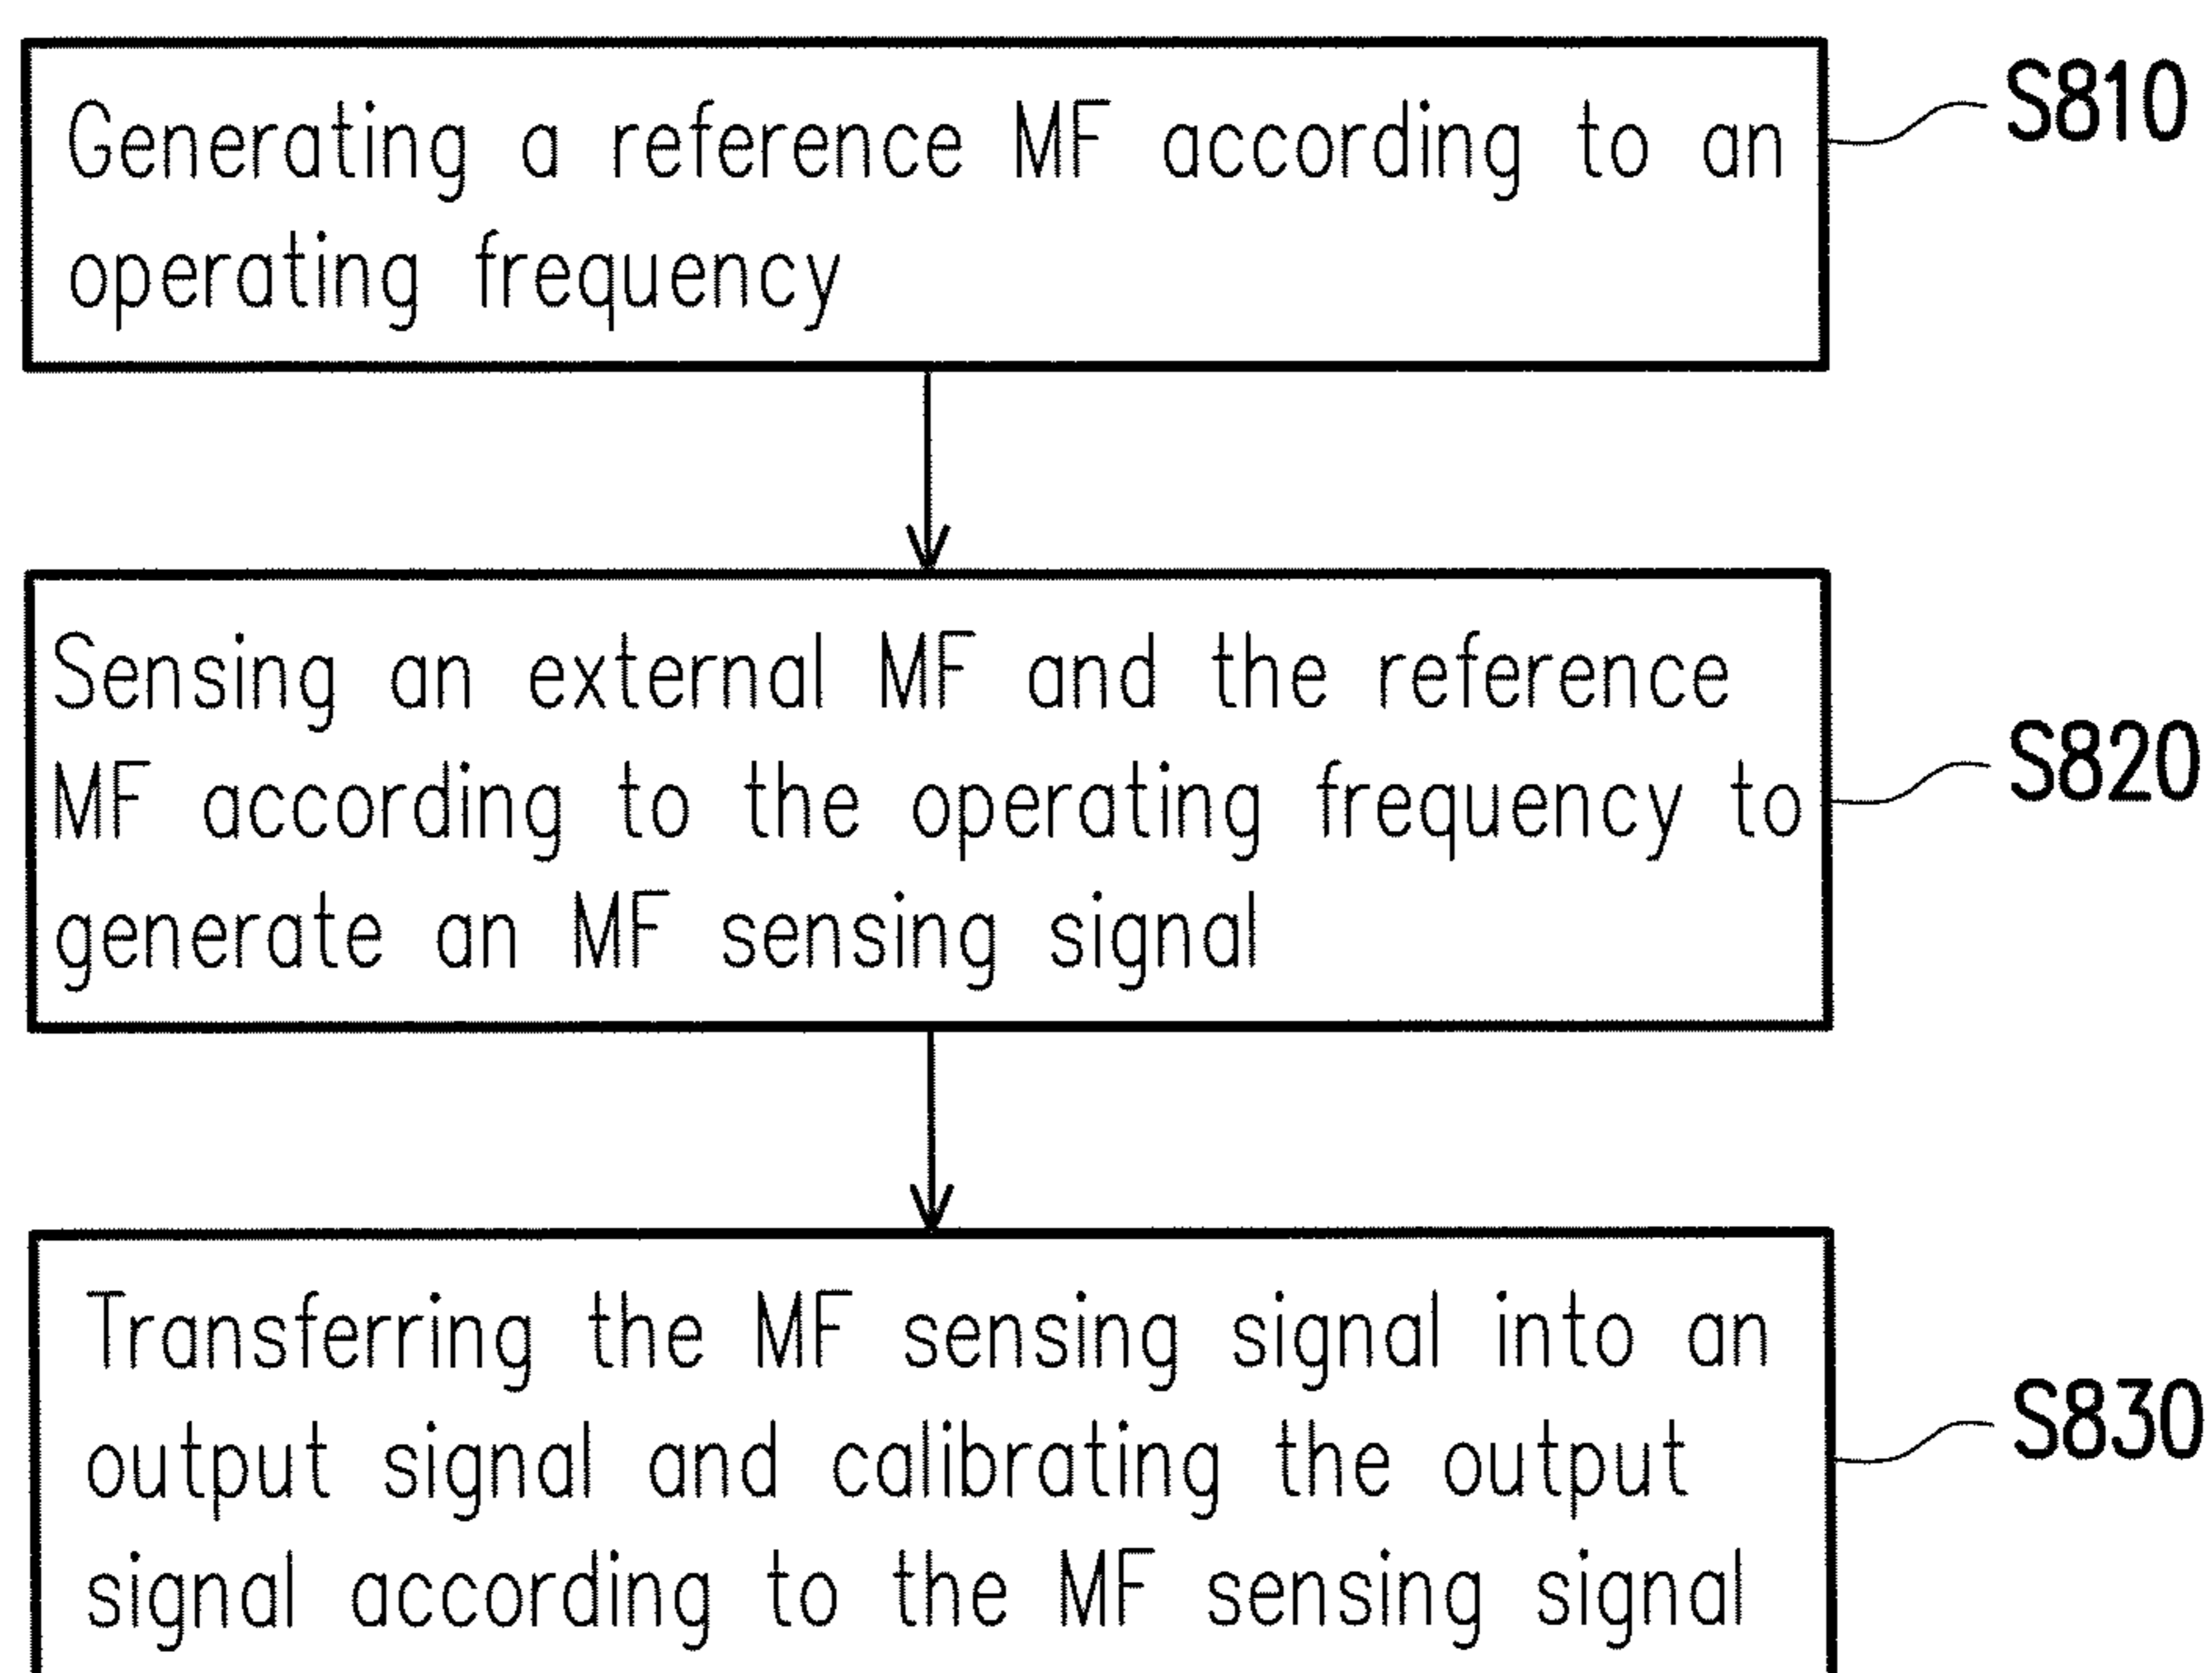 Generating a reference MF according to an
operating frequency
S810
Sensing an external MF and the reference
MF according to the operating frequency to
generate an MF sensing signal
S820
Transferring the MF sensing signal into an
output signal and calibrating the output
signal according to the MF sensing signal
S830